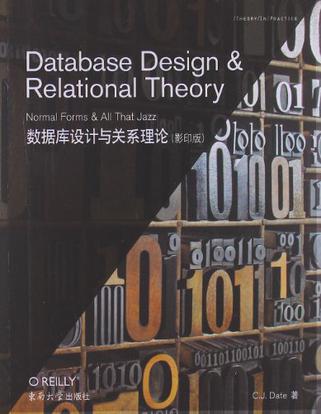 //THEORY/IN/PRACTICE
Database Design &
Relational Theory
Normal Forms & All That Jazz
数据库设计与关系理论(影印版)
O REILLY®
东南大学出版社
C.J. Date 著